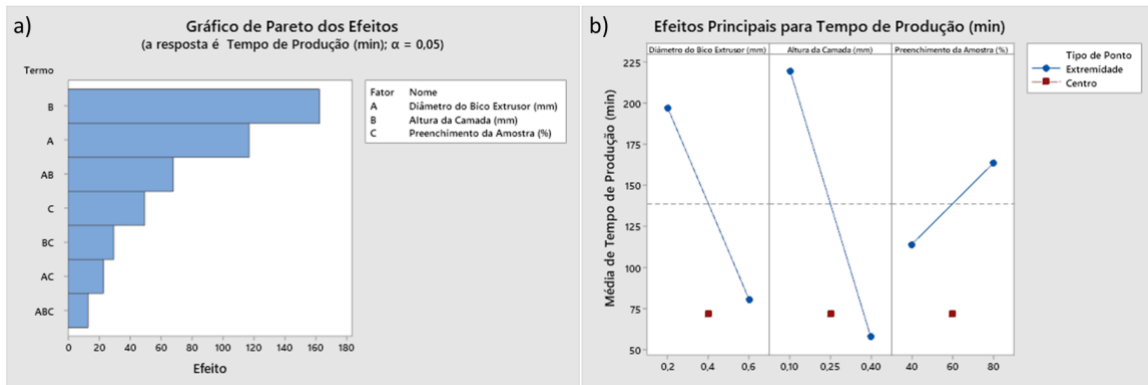 a)
Gráfico de Pareto dos Efeitos
(a resposta é Tempo de Produção (min); α = 0,05)
Termo
B
A
AB
C
BC
AC
ABC
0 20 40 60 80 100 120 140 160 180
Efeito
Fator Nome
A Diâmetro do Bico Extrusor (mm)
B Altura da Camada (mm)
C Preenchimento da Amostra (%)
b)
Efeitos Principais para Tempo de Produção (min)
Diâmetro do Bico Extrusor (mm) Altura da Camada (mm) Preenchimento da Amostra (%)
Média de Tempo de Produção (min)
225
200
175
150
125
100
75
50
0,2 0,4 0,6 0,10 0,25 0,40 40 60 80
Tipo de Ponto
Extremidade
Centro